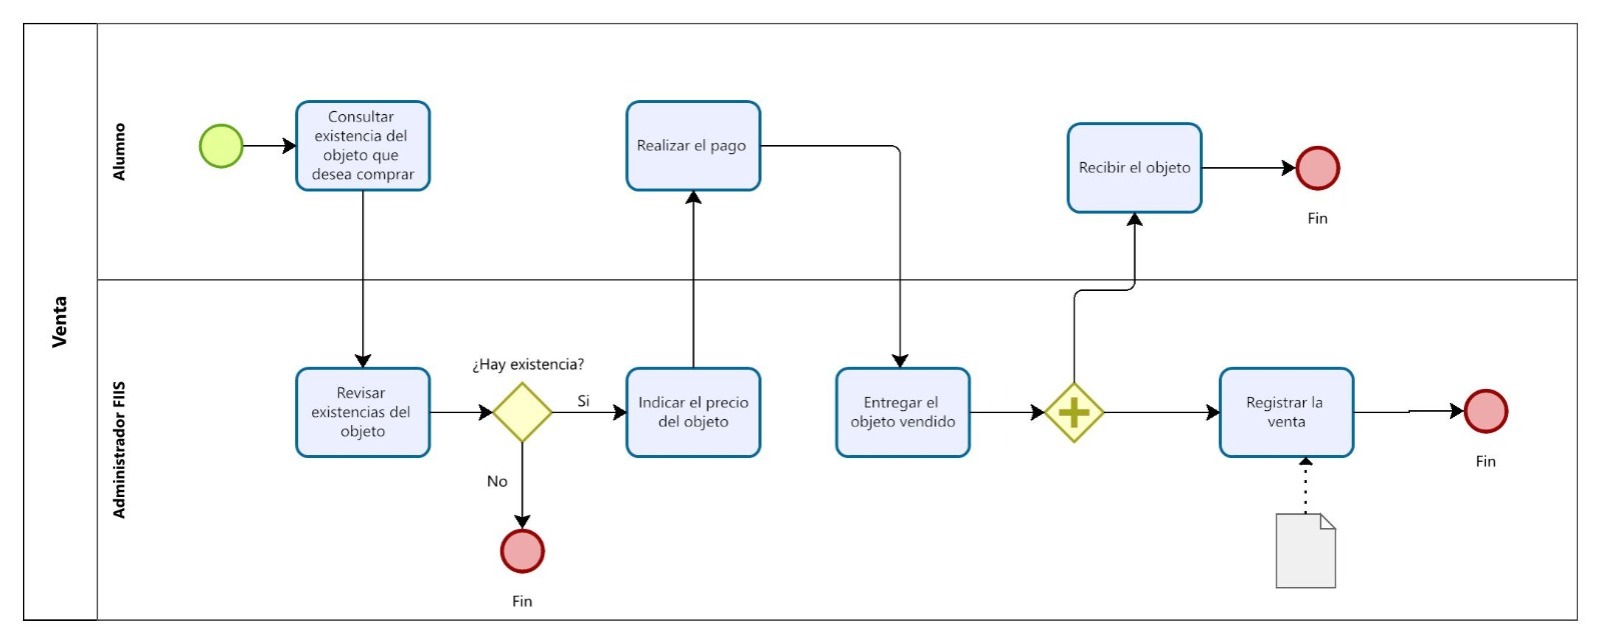 Venta
Alumno
Consultar
existencia del
objeto que
desea comprar
Realizar el pago
Recibir el objeto
Fin
Administrador FIIS
Revisar
existencias del
objeto
¿Hay existencia?
Si
No
Fin
Indicar el precio
del objeto
Entregar el
objeto vendido
Registrar la
venta
Fin